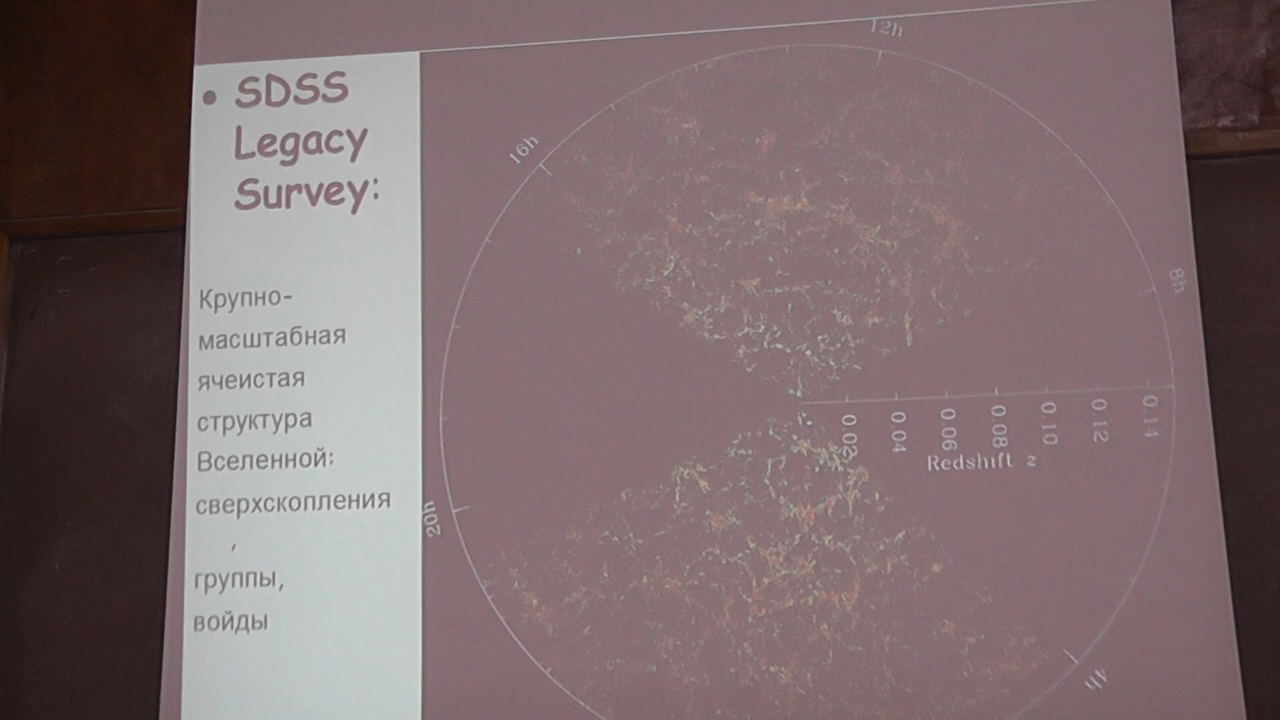 • SDSS
Legacy
Survey:
Крупно-
масштабная
ячеистая
структура
Вселенной:
сверхскопления
,
группы,
войды
12h
16h
8h
20h
4h
0.02
0.04
0.06
0.08
0.10
0.12
0.14
Redshift z